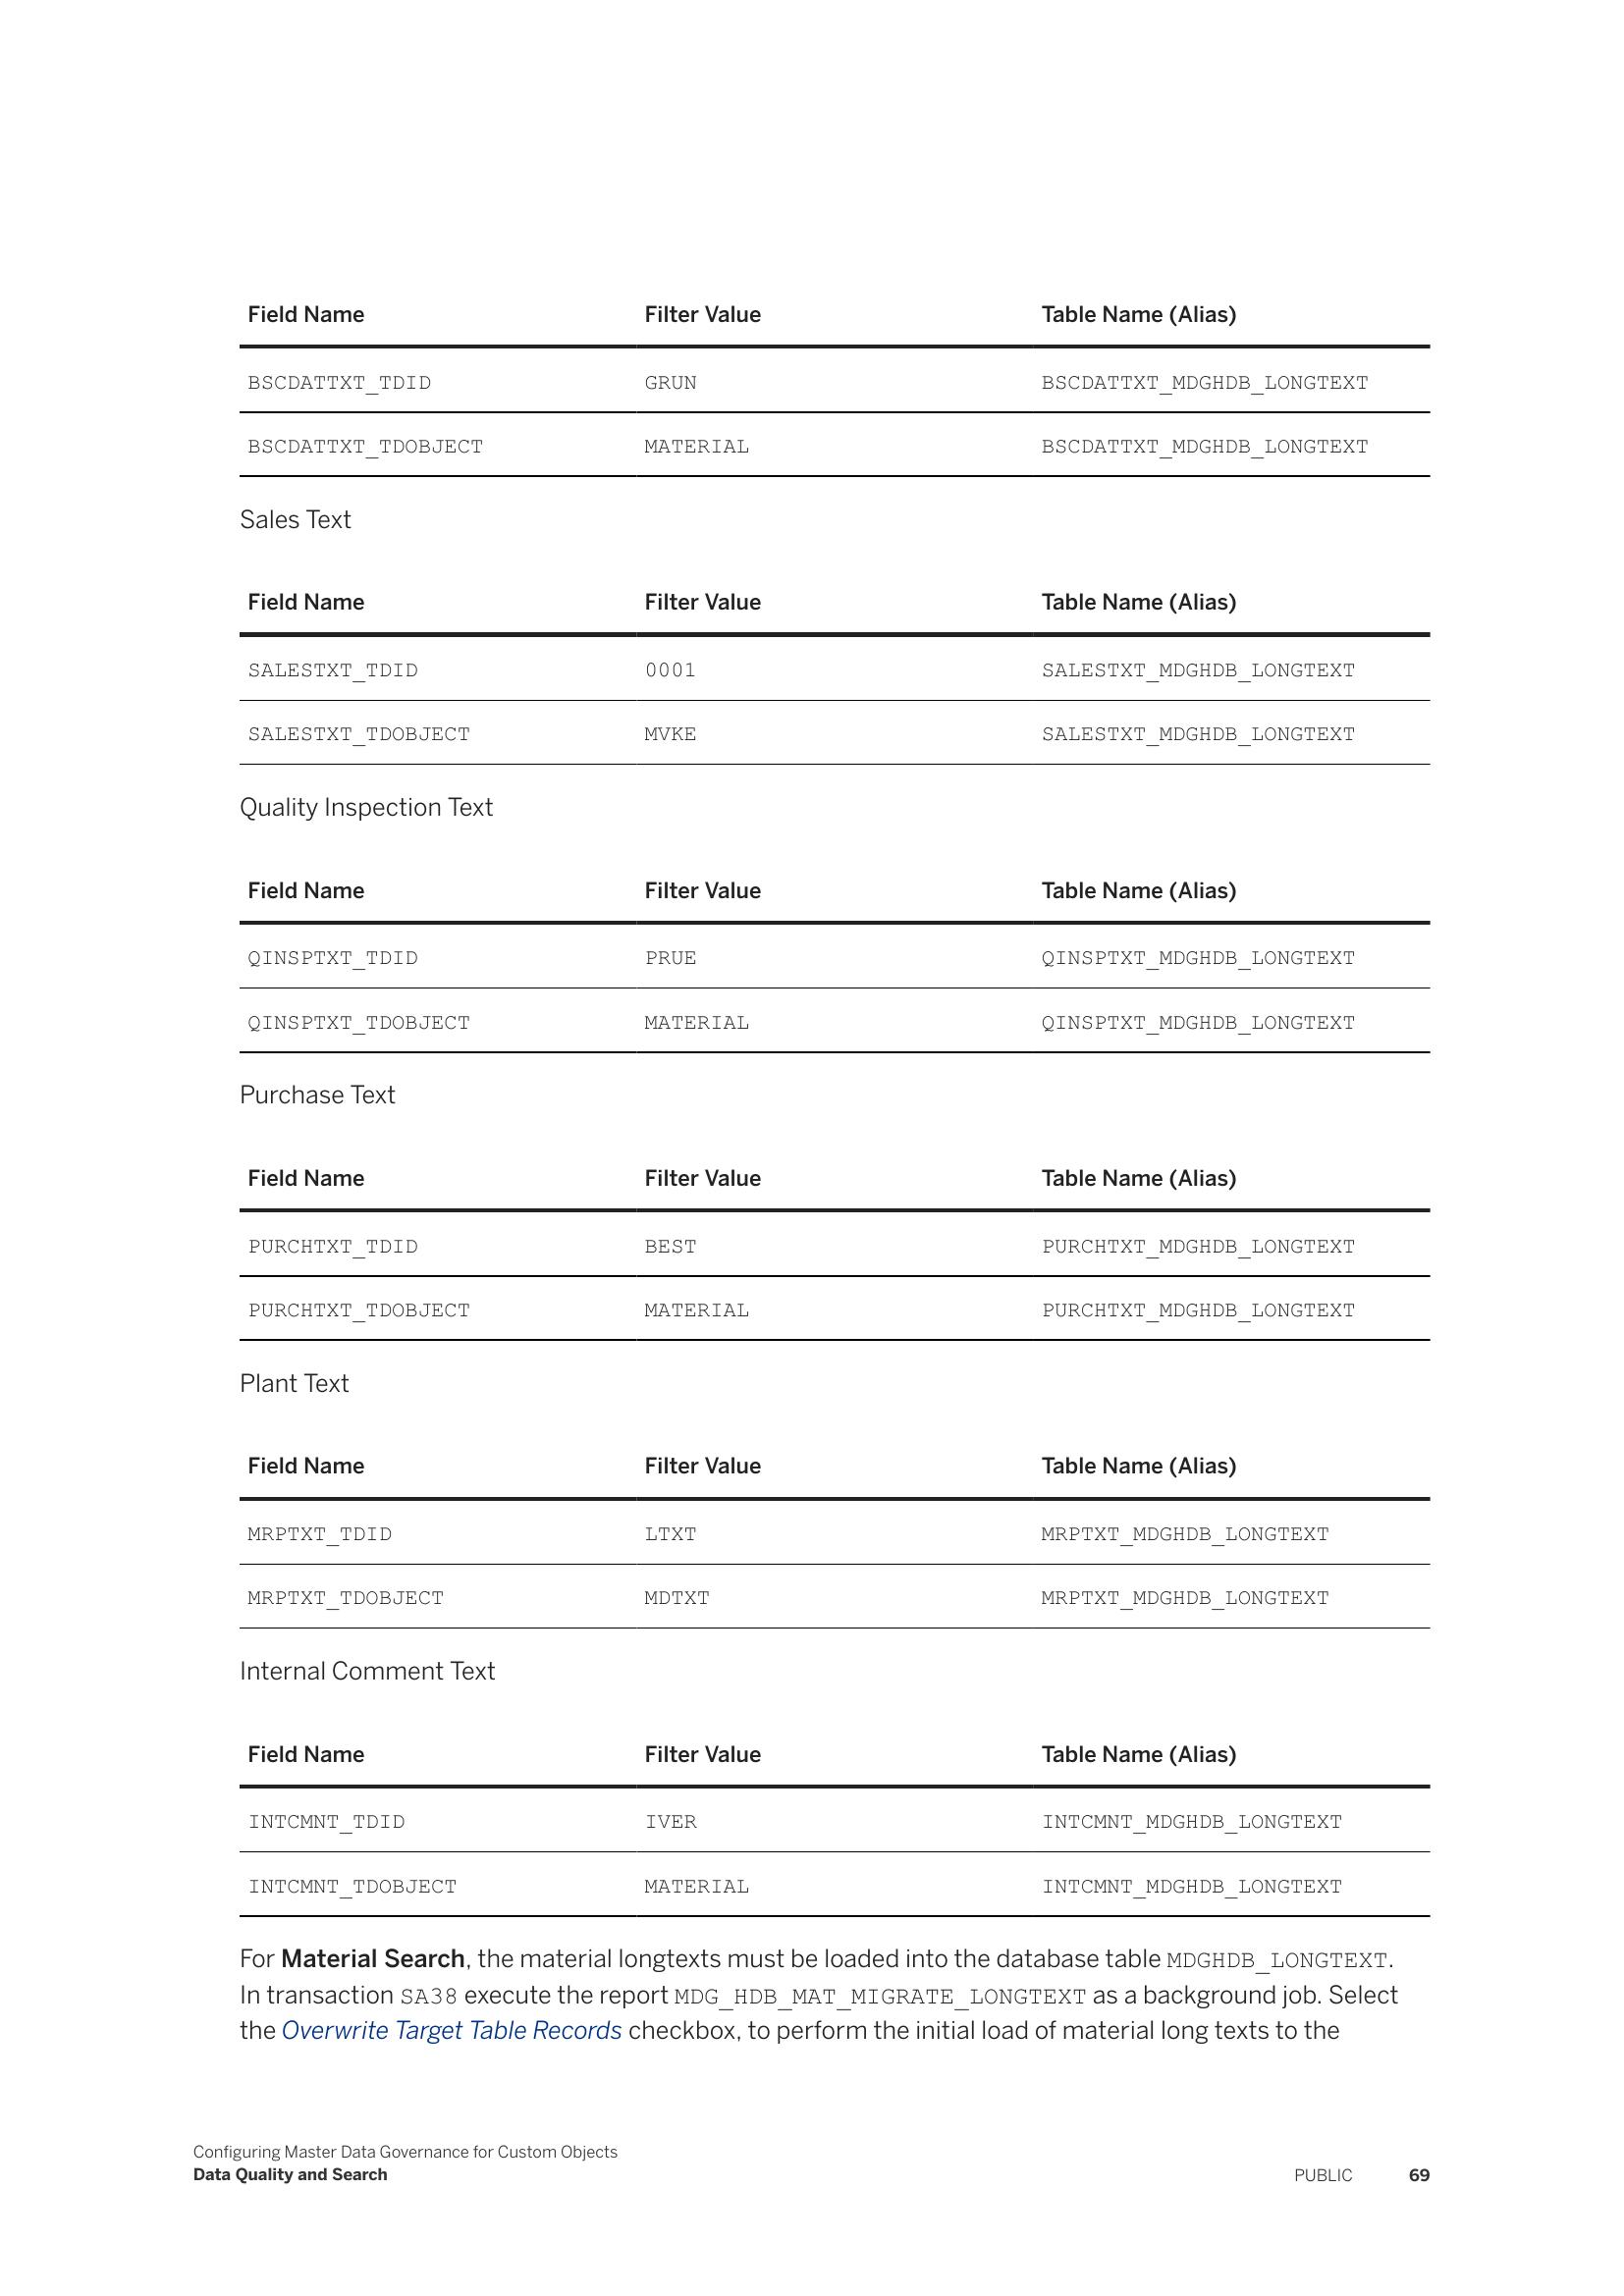 Field Name Filter Value Table Name (Alias)
BSCDATTXT_TDID GRUN BSCDATTXT_MDGHDB_LONGTEXT
BSCDATTXT_TDOBJECT MATERIAL BSCDATTXT_MDGHDB_LONGTEXT
Sales Text
Field Name Filter Value Table Name (Alias)
SALESTXT_TDID 0001 SALESTXT_MDGHDB_LONGTEXT
SALESTXT_TDOBJECT MVKE SALESTXT_MDGHDB_LONGTEXT
Quality Inspection Text
Field Name Filter Value Table Name (Alias)
QINSPTXT_TDID PRUE QINSPTXT_MDGHDB_LONGTEXT
QINSPTXT_TDOBJECT MATERIAL QINSPTXT_MDGHDB_LONGTEXT
Purchase Text
Field Name Filter Value Table Name (Alias)
PURCHTXT_TDID BEST PURCHTXT_MDGHDB_LONGTEXT
PURCHTXT_TDOBJECT MATERIAL PURCHTXT_MDGHDB_LONGTEXT
Plant Text
Field Name Filter Value Table Name (Alias)
MRPTXT_TDID LTXT MRPTXT_MDGHDB_LONGTEXT
MRPTXT_TDOBJECT MDTXT MRPTXT_MDGHDB_LONGTEXT
Internal Comment Text
Field Name Filter Value Table Name (Alias)
INTCMNT_TDID IVER INTCMNT_MDGHDB_LONGTEXT
INTCMNT_TDOBJECT MATERIAL INTCMNT_MDGHDB_LONGTEXT
For Material Search, the material longtexts must be loaded into the database table MDGHDB_LONGTEXT.
In transaction SA38 execute the report MDG_HDB_MAT_MIGRATE_LONGTEXT as a background job. Select
the Overwrite Target Table Records checkbox, to perform the initial load of material long texts to the
Configuring Master Data Governance for Custom Objects
Data Quality and Search PUBLIC 69